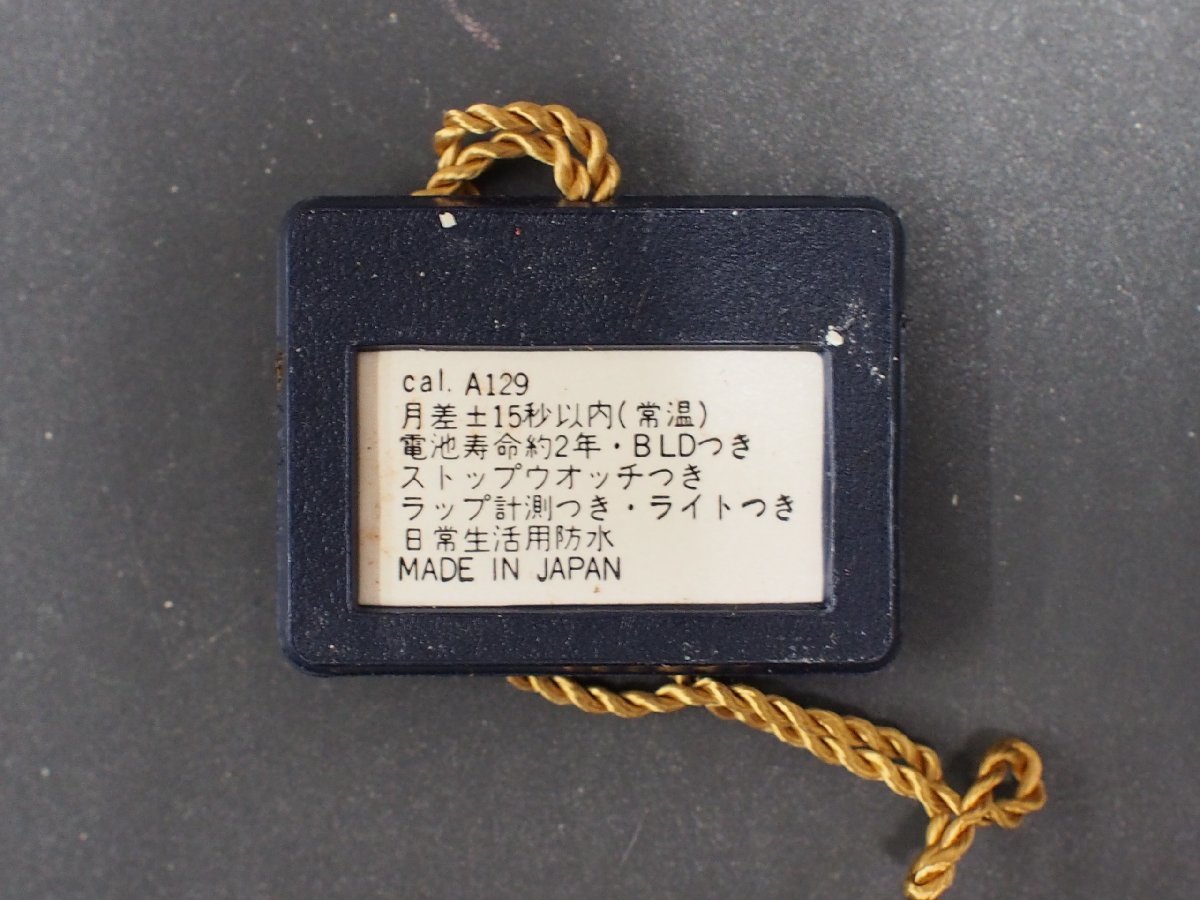 cal. A129
月差±15秒以内(常温)
電池寿命約2年・BLDつき
ストップウオッチつき
ラップ計測つき・ライトつき
日常生活用防水
MADE IN JAPAN